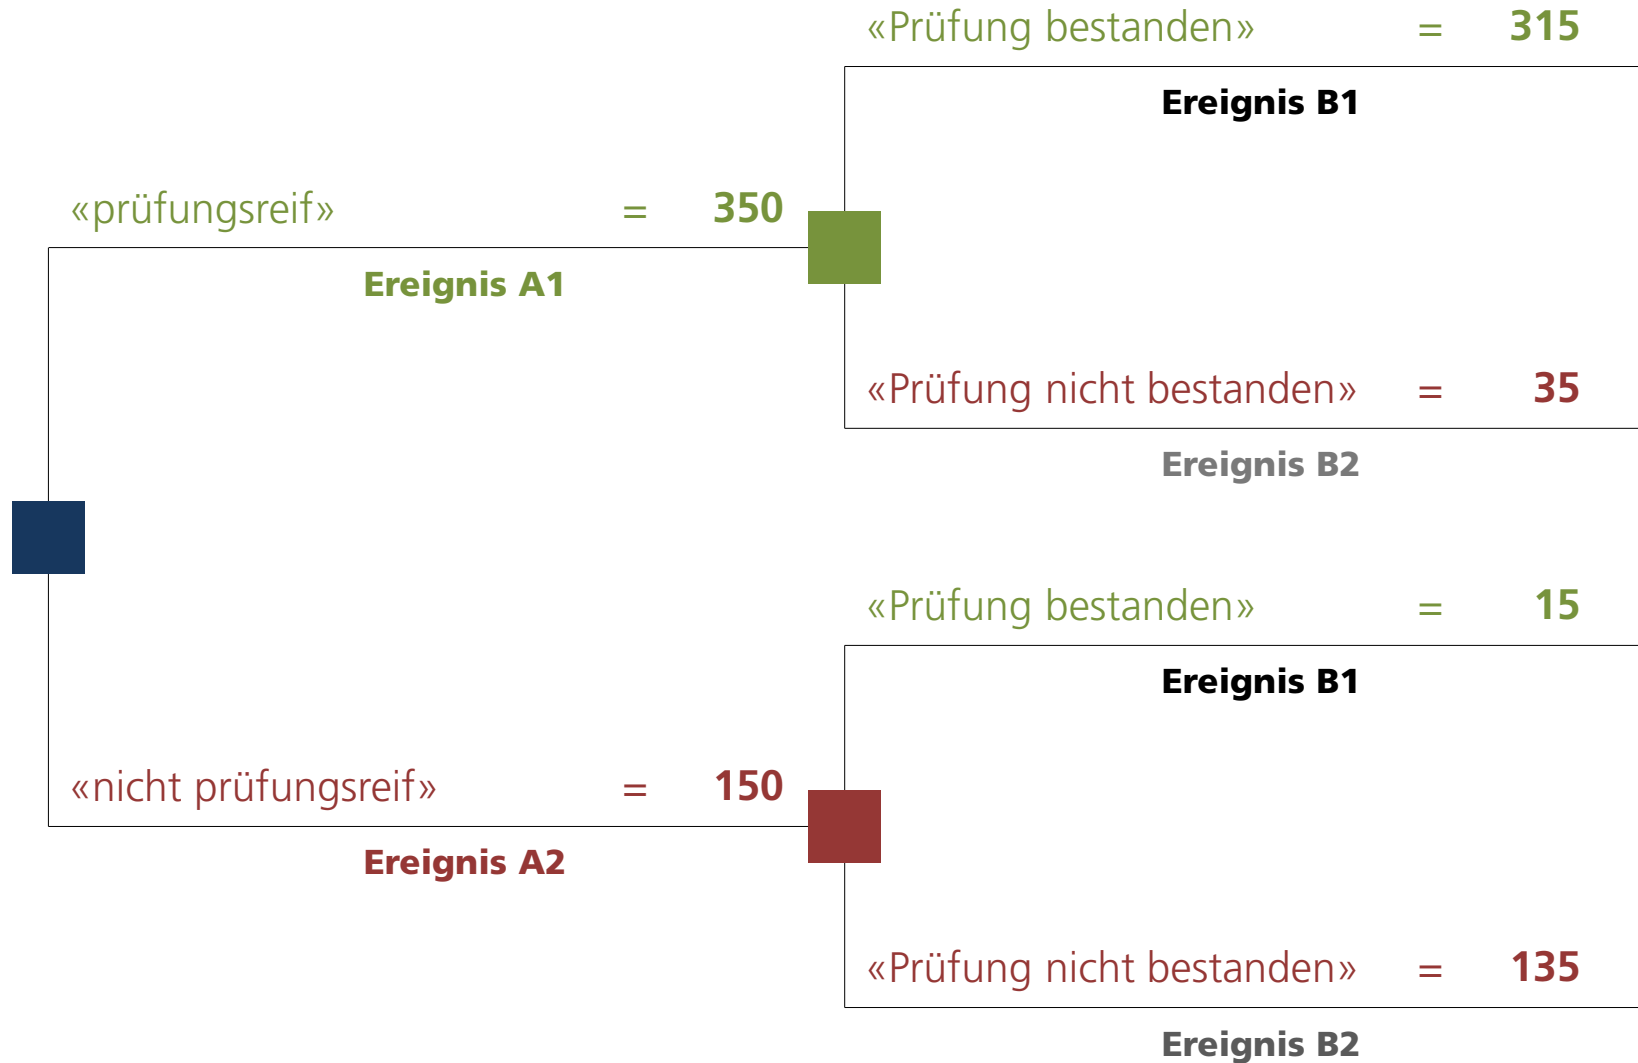 «Prüfung bestanden» = 315
Ereignis B1
«prüfungsreif» = 350
Ereignis A1
«Prüfung nicht bestanden» = 35
Ereignis B2
«Prüfung bestanden» = 15
Ereignis B1
«nicht prüfungsreif» = 150
Ereignis A2
«Prüfung nicht bestanden» = 135
Ereignis B2